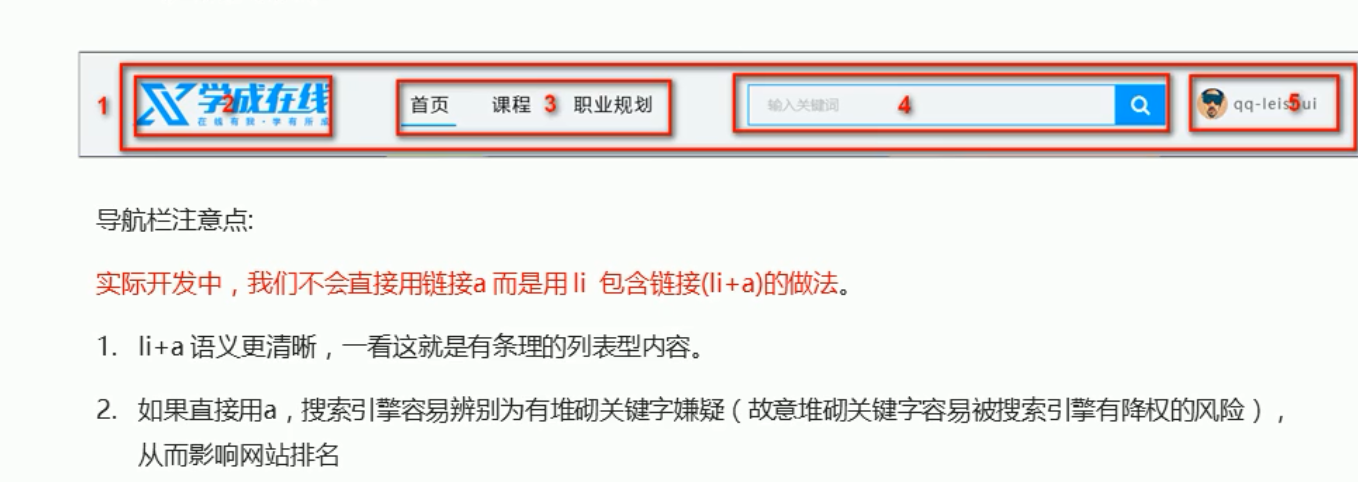 1
学成在线
2
在线有我·学有所成
首页 课程 3 职业规划
输入关键词 4
qq-leishui 5
导航栏注意点:
实际开发中，我们不会直接用链接a 而是用 li 包含链接(li+a)的做法。
1. li+a 语义更清晰，一看这就是有条理的列表型内容。
2. 如果直接用a，搜索引擎容易辨别为有堆砌关键字嫌疑（故意堆砌关键字容易被搜索引擎有降权的风险），
从而影响网站排名